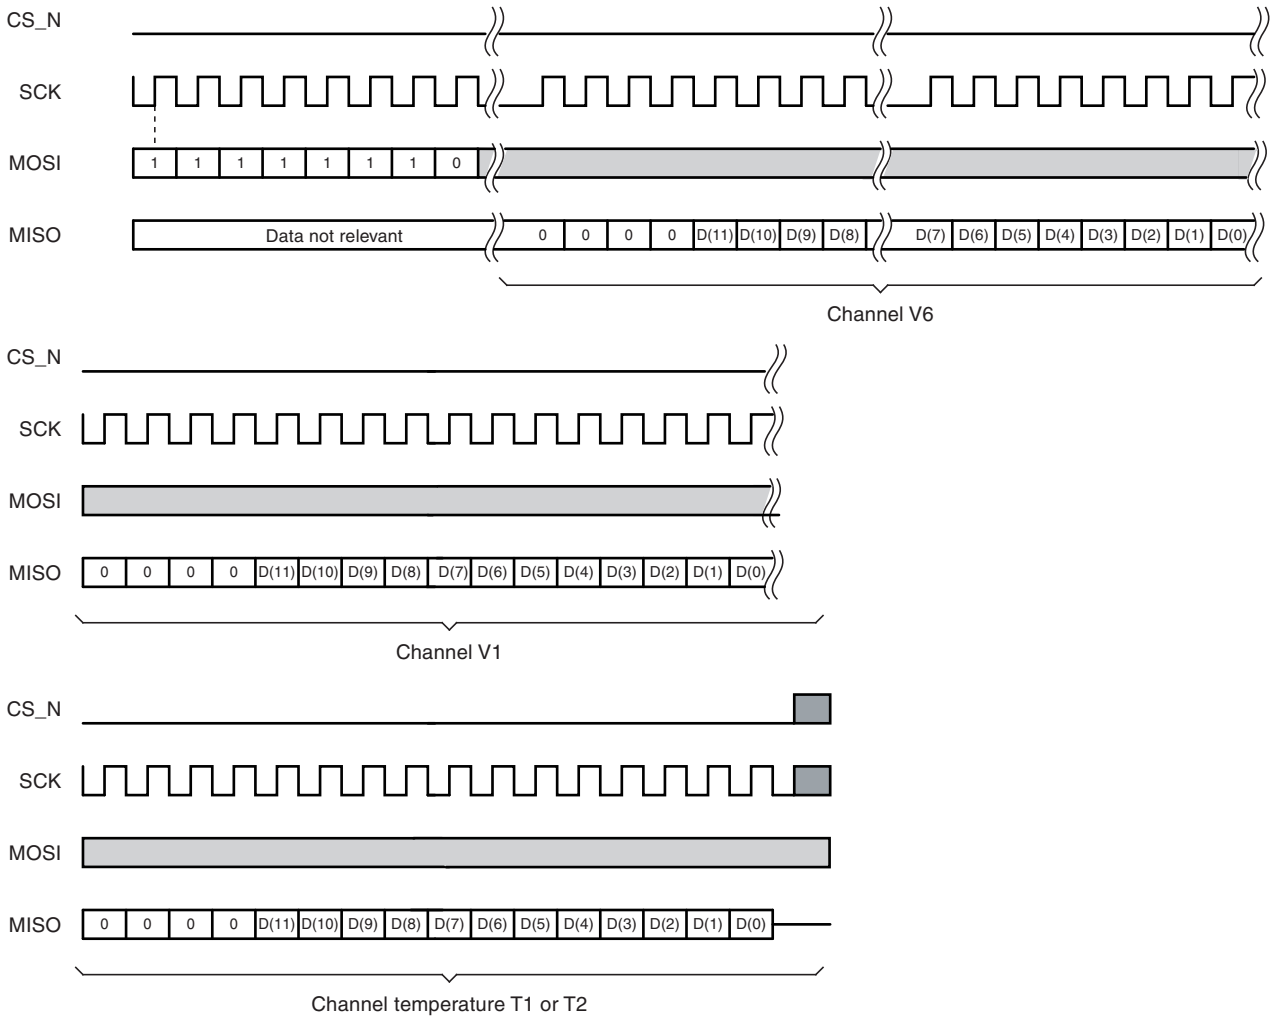 CS_N
SCK
MOSI 1 1 1 1 1 1 1 0
MISO Data not relevant 0 0 0 0 D(11) D(10) D(9) D(8) D(7) D(6) D(5) D(4) D(3) D(2) D(1) D(0)
Channel V6
CS_N
SCK
MOSI
MISO 0 0 0 0 D(11) D(10) D(9) D(8) D(7) D(6) D(5) D(4) D(3) D(2) D(1) D(0)
Channel V1
CS_N
SCK
MOSI
MISO 0 0 0 0 D(11) D(10) D(9) D(8) D(7) D(6) D(5) D(4) D(3) D(2) D(1) D(0)
Channel temperature T1 or T2